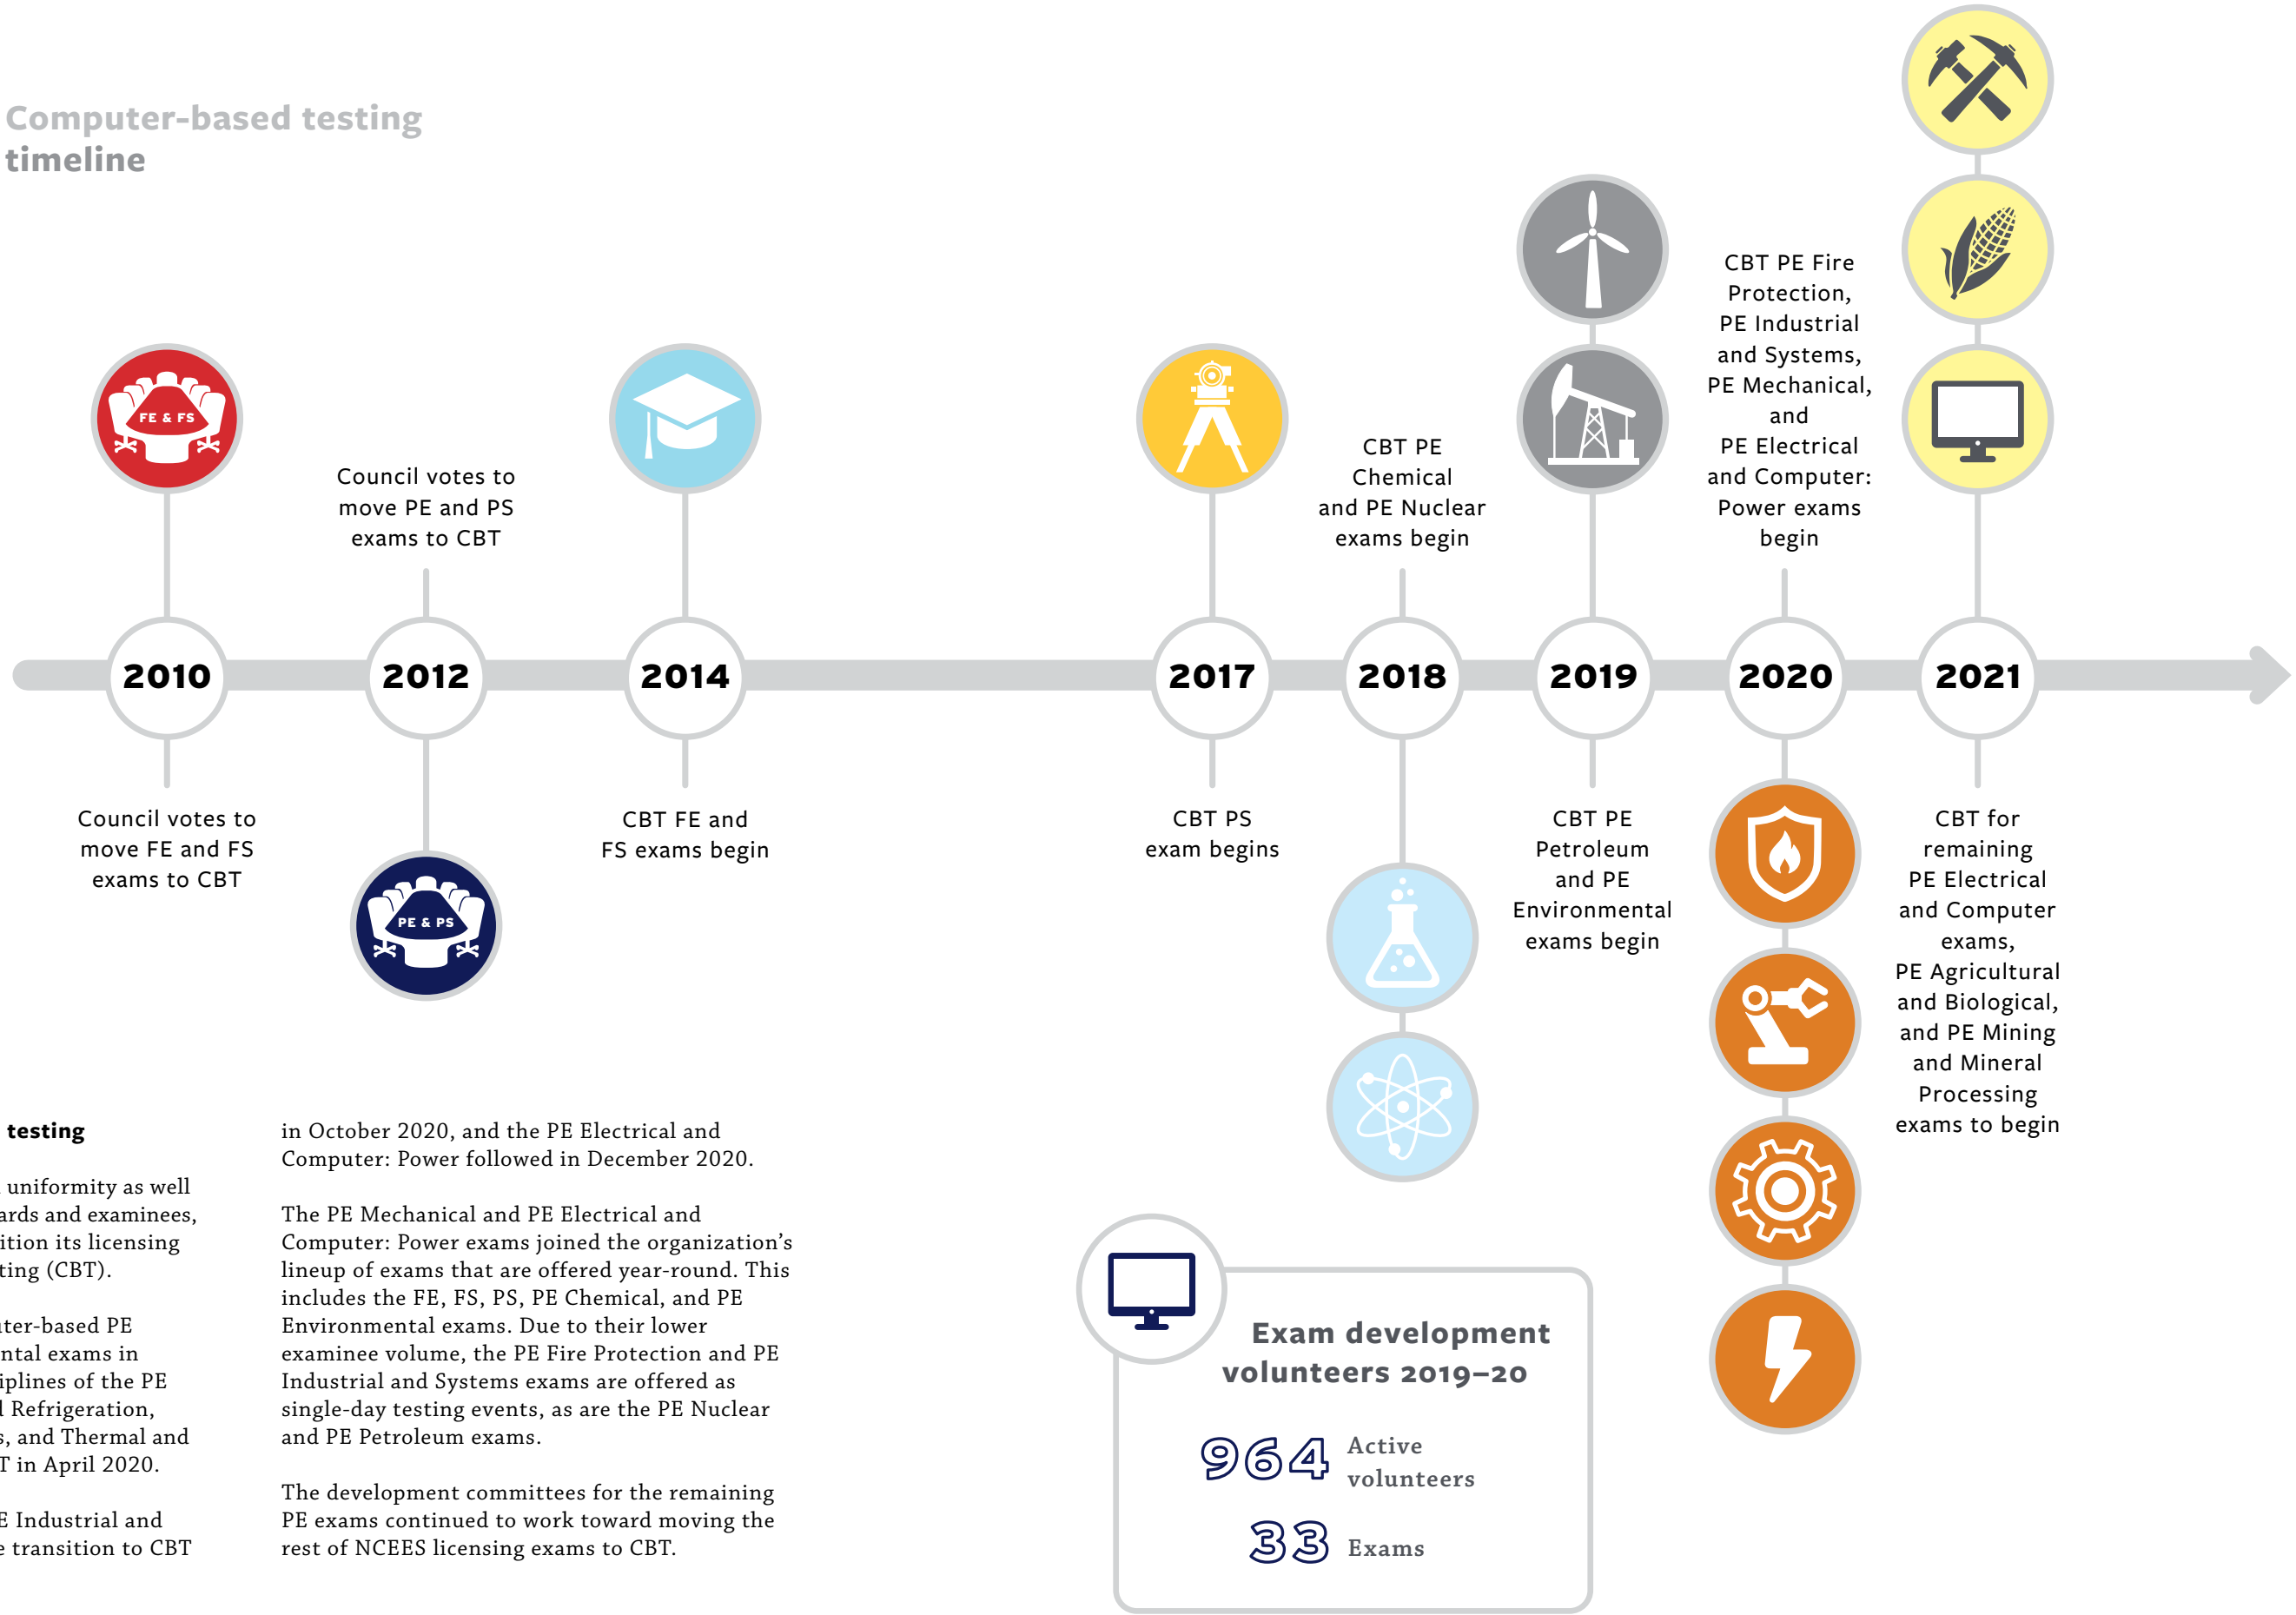 Computer-based testing
timeline
FE & FS
Council votes to
move PE and PS
exams to CBT
CBT PE
Chemical
and PE Nuclear
exams begin
CBT PE Fire
Protection,
PE Industrial
and Systems,
PE Mechanical,
and
PE Electrical
and Computer:
Power exams
begin
2010
2012
2014
2017
2018
2019
2020
2021
Council votes to
move FE and FS
exams to CBT
PE & PS
CBT FE and
FS exams begin
CBT PS
exam begins
CBT PE
Petroleum
and PE
Environmental
exams begin
CBT for
remaining
PE Electrical
and Computer
exams,
PE Agricultural
and Biological,
and PE Mining
and Mineral
Processing
exams to begin
testing
uniformity as well
ards and examinees,
ition its licensing
ting (CBT).
ter-based PE
ntal exams in
iplines of the PE
d Refrigeration,
s, and Thermal and
T in April 2020.
E Industrial and
e transition to CBT
in October 2020, and the PE Electrical and
Computer: Power followed in December 2020.
The PE Mechanical and PE Electrical and
Computer: Power exams joined the organization's
lineup of exams that are offered year-round. This
includes the FE, FS, PS, PE Chemical, and PE
Environmental exams. Due to their lower
examinee volume, the PE Fire Protection and PE
Industrial and Systems exams are offered as
single-day testing events, as are the PE Nuclear
and PE Petroleum exams.
The development committees for the remaining
PE exams continued to work toward moving the
rest of NCEES licensing exams to CBT.
Exam development
volunteers 2019–20
964 Active
volunteers
33 Exams